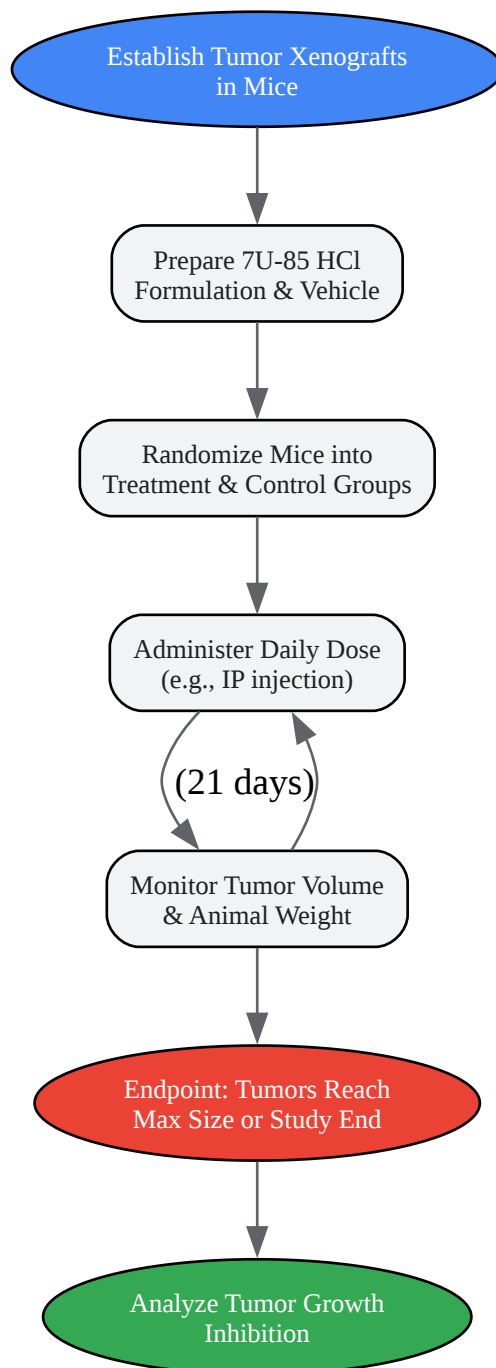 Establish Tumor Xenografts
in Mice
Prepare 7U-85 HCl
Formulation & Vehicle
Randomize Mice into
Treatment & Control Groups
Administer Daily Dose
(e.g., IP injection)
(21 days)
Monitor Tumor Volume
& Animal Weight
Endpoint: Tumors Reach
Max Size or Study End
Analyze Tumor Growth
Inhibition